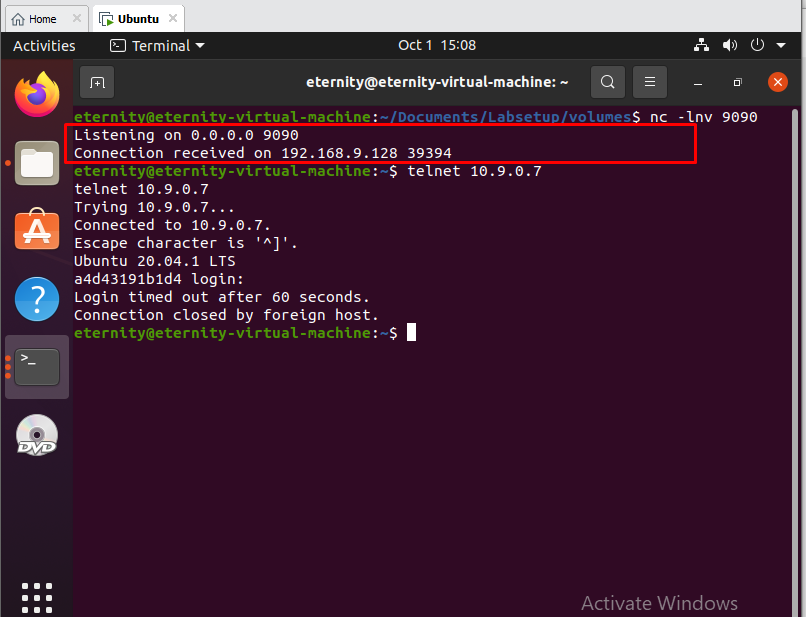 Home
Ubuntu
Activities
Terminal
Oct 1 15:08
eternity@eternity-virtual-machine: ~
eternity@eternity-virtual-machine:~/Documents/Labsetup/volumes$ nc -lnv 9090
Listening on 0.0.0.0 9090
Connection received on 192.168.9.128 39394
eternity@eternity-virtual-machine:~$ telnet 10.9.0.7
telnet 10.9.0.7
Trying 10.9.0.7...
Connected to 10.9.0.7.
Escape character is '^]'.
Ubuntu 20.04.1 LTS
a4d43191b1d4 login:
Login timed out after 60 seconds.
Connection closed by foreign host.
eternity@eternity-virtual-machine:~$
>_
DVD
Activate Windows